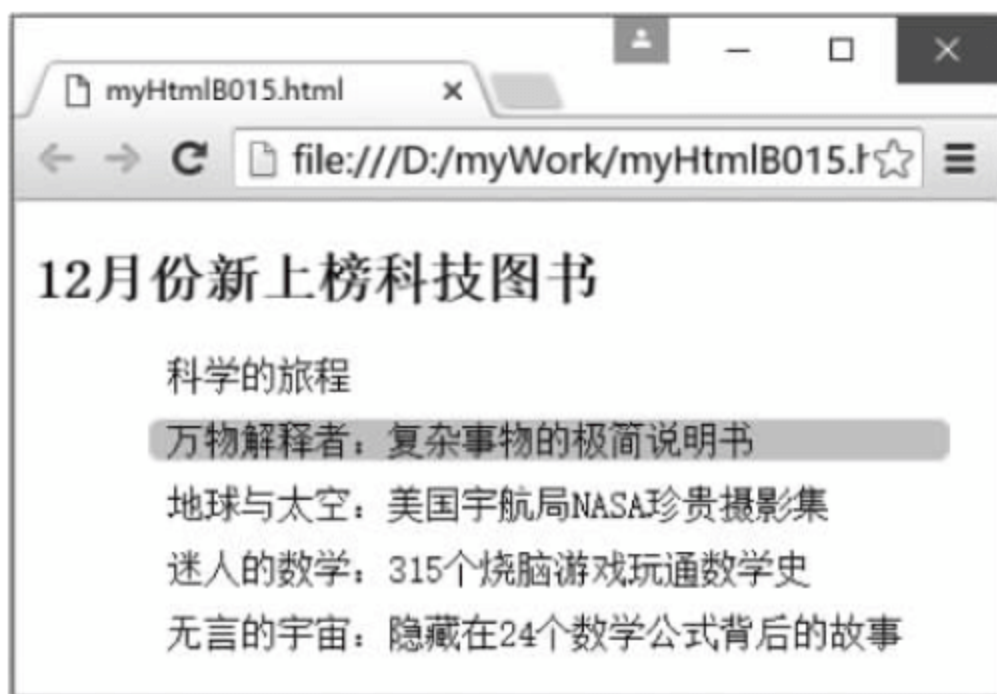 myHtmlB015.html
file:///D:/myWork/myHtmlB015.h
12月份新上榜科技图书
科学的旅程
万物解释者：复杂事物的极简说明书
地球与太空：美国宇航局NASA珍贵摄影集
迷人的数学：315个烧脑游戏玩通数学史
无言的宇宙：隐藏在24个数学公式背后的故事